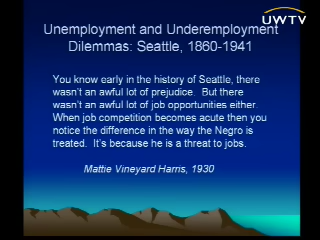 UWTV
Unemployment and Underemployment
Dilemmas: Seattle, 1860-1941
You know early in the history of Seattle, there
wasn't an awful lot of prejudice. But there
wasn't an awful lot of job opportunities either.
When job competition becomes acute then you
notice the difference in the way the Negro is
treated. It's because he is a threat to jobs.
Mattie Vineyard Harris, 1930